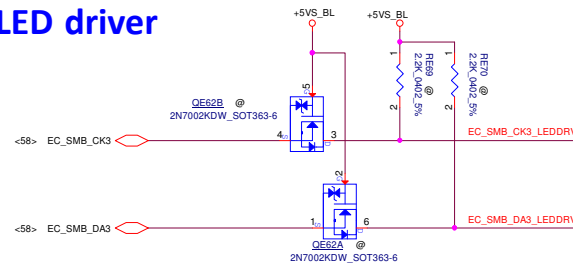 LED driver
+5VS_BL
+5VS_BL
1
1
RE69 @
2.2K_0402_5%
RE70 @
2.2K_0402_5%
2
2
5
QE62B @
2N7002KDW_SOT363-6
<58> EC_SMB_CK3
4
S
3
D
EC_SMB_CK3_LEDDRV
2
<58> EC_SMB_DA3
1
S
6
D
EC_SMB_DA3_LEDDRV
QE62A @
2N7002KDW_SOT363-6